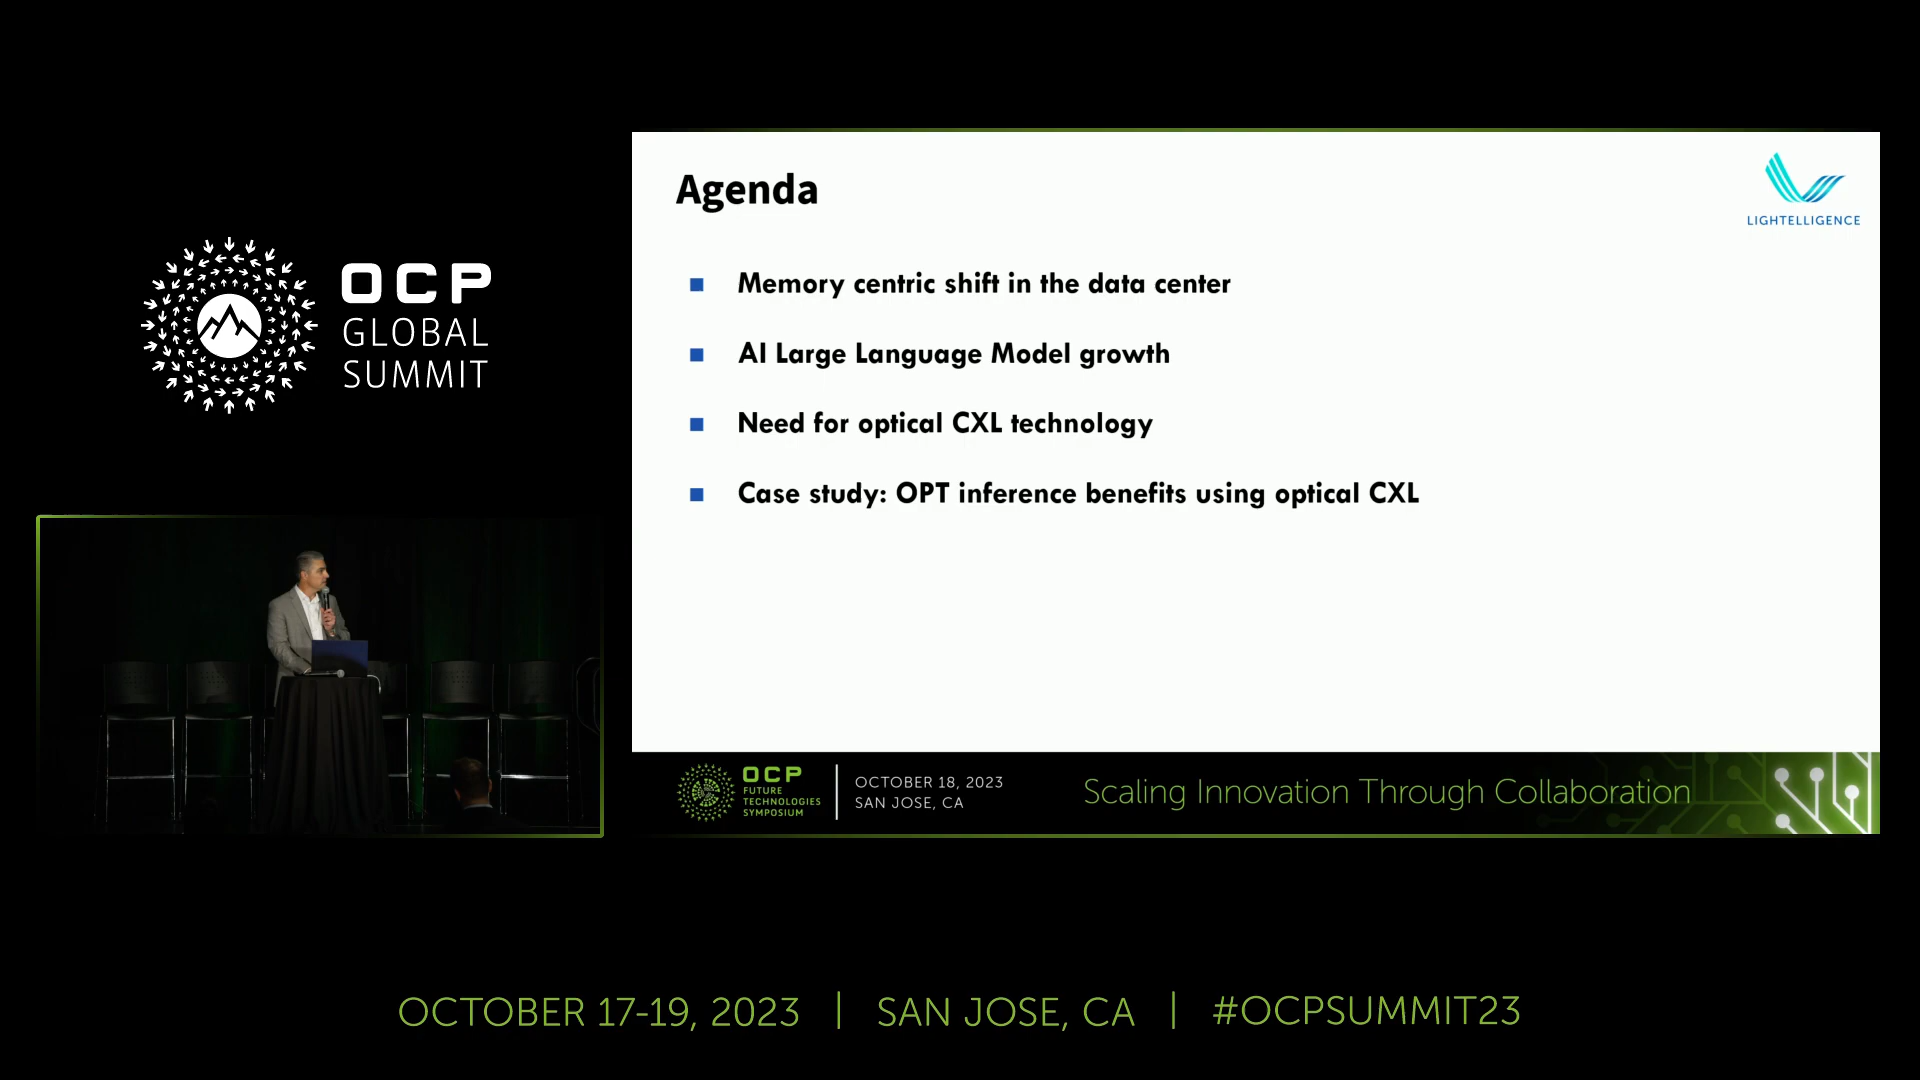 OCP
GLOBAL
SUMMIT
Agenda
LIGHTELLIGENCE
Memory centric shift in the data center
AI Large Language Model growth
Need for optical CXL technology
Case study: OPT inference benefits using optical CXL
OCP
FUTURE
TECHNOLOGIES
SYMPOSIUM
OCTOBER 18, 2023
SAN JOSE, CA
Scaling Innovation Through Collaboration
OCTOBER 17-19, 2023 | SAN JOSE, CA | #OCPSUMMIT23